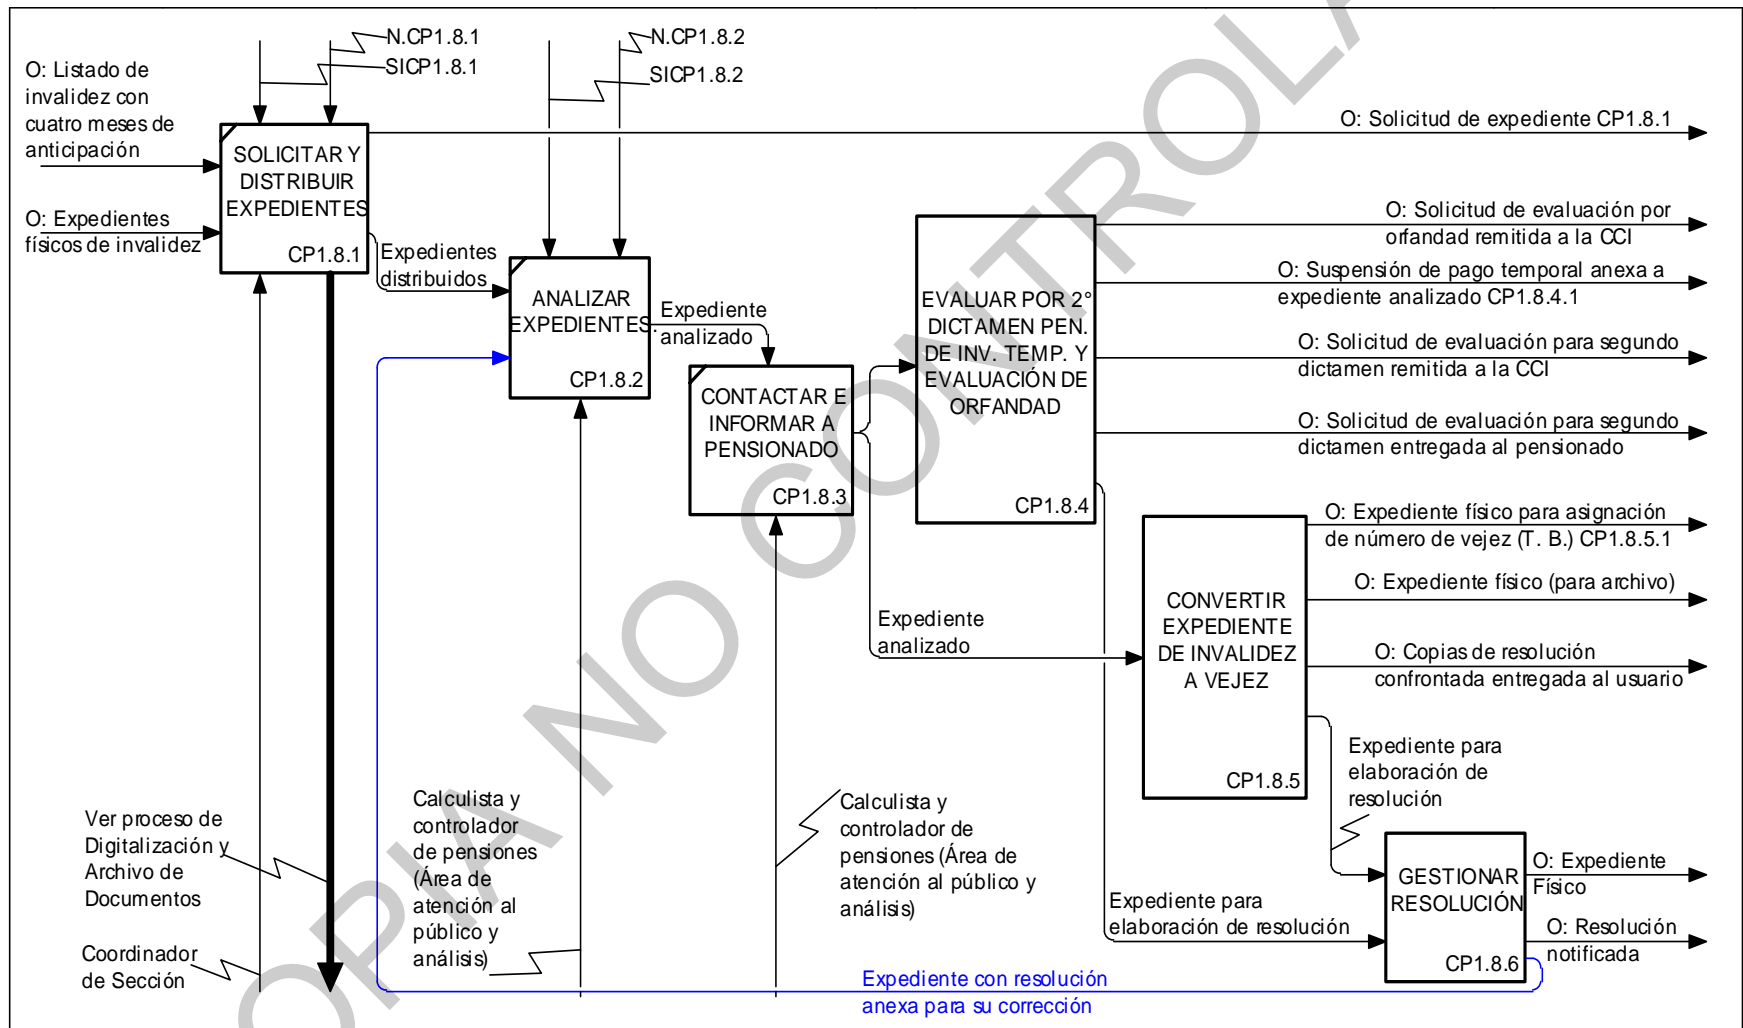 N.CP1.8.1
SICP1.8.1
N.CP1.8.2
SICP1.8.2
O: Listado de
invalidez con
cuatro meses de
anticipación
O: Expedientes
físicos de invalidez
SOLICITAR Y
DISTRIBUIR
EXPEDIENTES
CP1.8.1
O: Solicitud de expediente CP1.8.1
Expedientes
distribuidos
ANALIZAR
EXPEDIENTES.
CP1.8.2
Expediente
analizado
CONTACTAR E
INFORMAR A
PENSIONADO
CP1.8.3
EVALUAR POR 2°
DICTAMEN PEN.
DE INV. TEMP. Y
EVALUACIÓN DE
ORFANDAD
CP1.8.4
O: Solicitud de evaluación por
orfandad remitida a la CCI
O: Suspensión de pago temporal anexa a
expediente analizado CP1.8.4.1
O: Solicitud de evaluación para segundo
dictamen remitida a la CCI
O: Solicitud de evaluación para segundo
dictamen entregada al pensionado
Expediente
analizado
CONVERTIR
EXPEDIENTE
DE INVALIDEZ
A VEJEZ
CP1.8.5
O: Expediente físico para asignación
de número de vejez (T. B.) CP1.8.5.1
O: Expediente físico (para archivo)
O: Copias de resolución
confrontada entregada al usuario
Expediente para
elaboración de
resolución
GESTIONAR
RESOLUCIÓN
CP1.8.6
O: Expediente
Físico
O: Resolución
notificada
Expediente para
elaboración de resolución
Ver proceso de
Digitalización y
Archivo de
Documentos
Coordinador
de Sección
Calculista y
controlador
de pensiones
(Área de
atención al
público y
análisis)
Calculista y
controlador de
pensiones (Área de
atención al público y
análisis)
Expediente con resolución
anexa para su corrección
OPIA NO CONTROLA